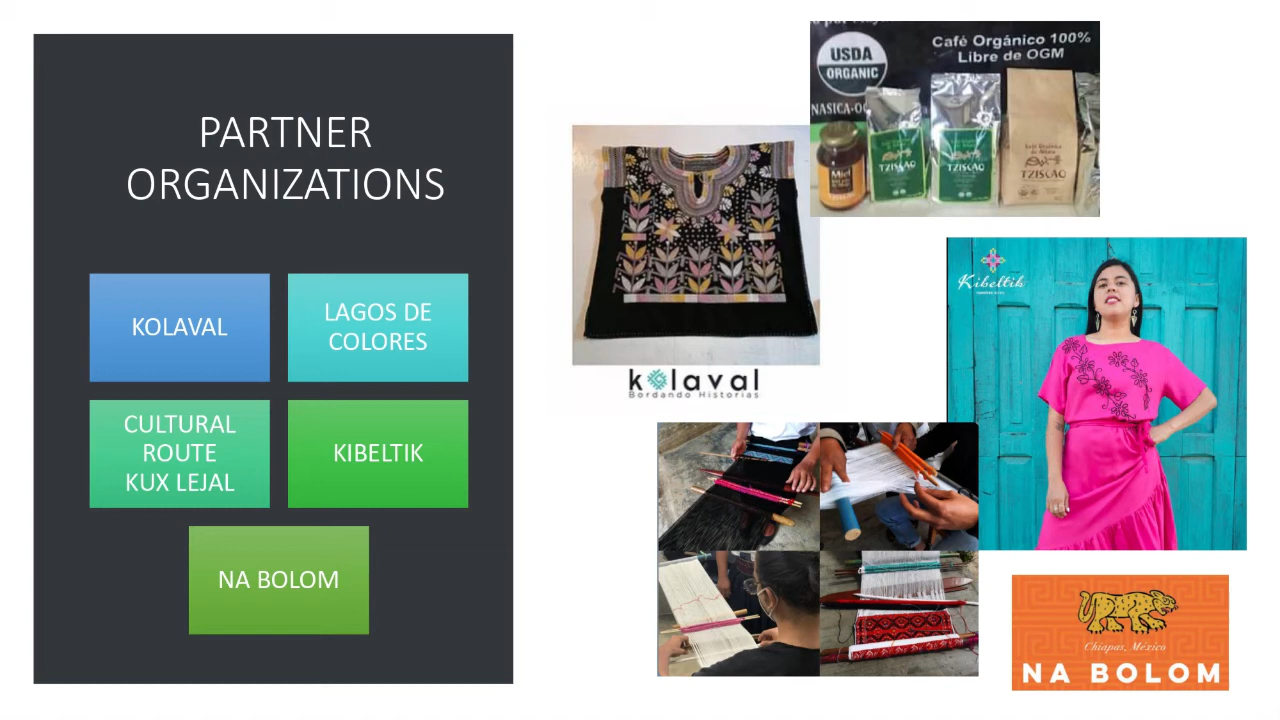 PARTNER
ORGANIZATIONS
KOLAVAL
LAGOS DE
COLORES
CULTURAL
ROUTE
KUX LEJAL
KIBELTIK
NA BOLOM
USDA
ORGANIC
Café Orgánico 100%
Libre de OGM
Miel
TZISCAO
TZISCAO
TZISCAO
kolaval
Bordando Historias
Kibeltik
Chiapas, México
NA BOLOM